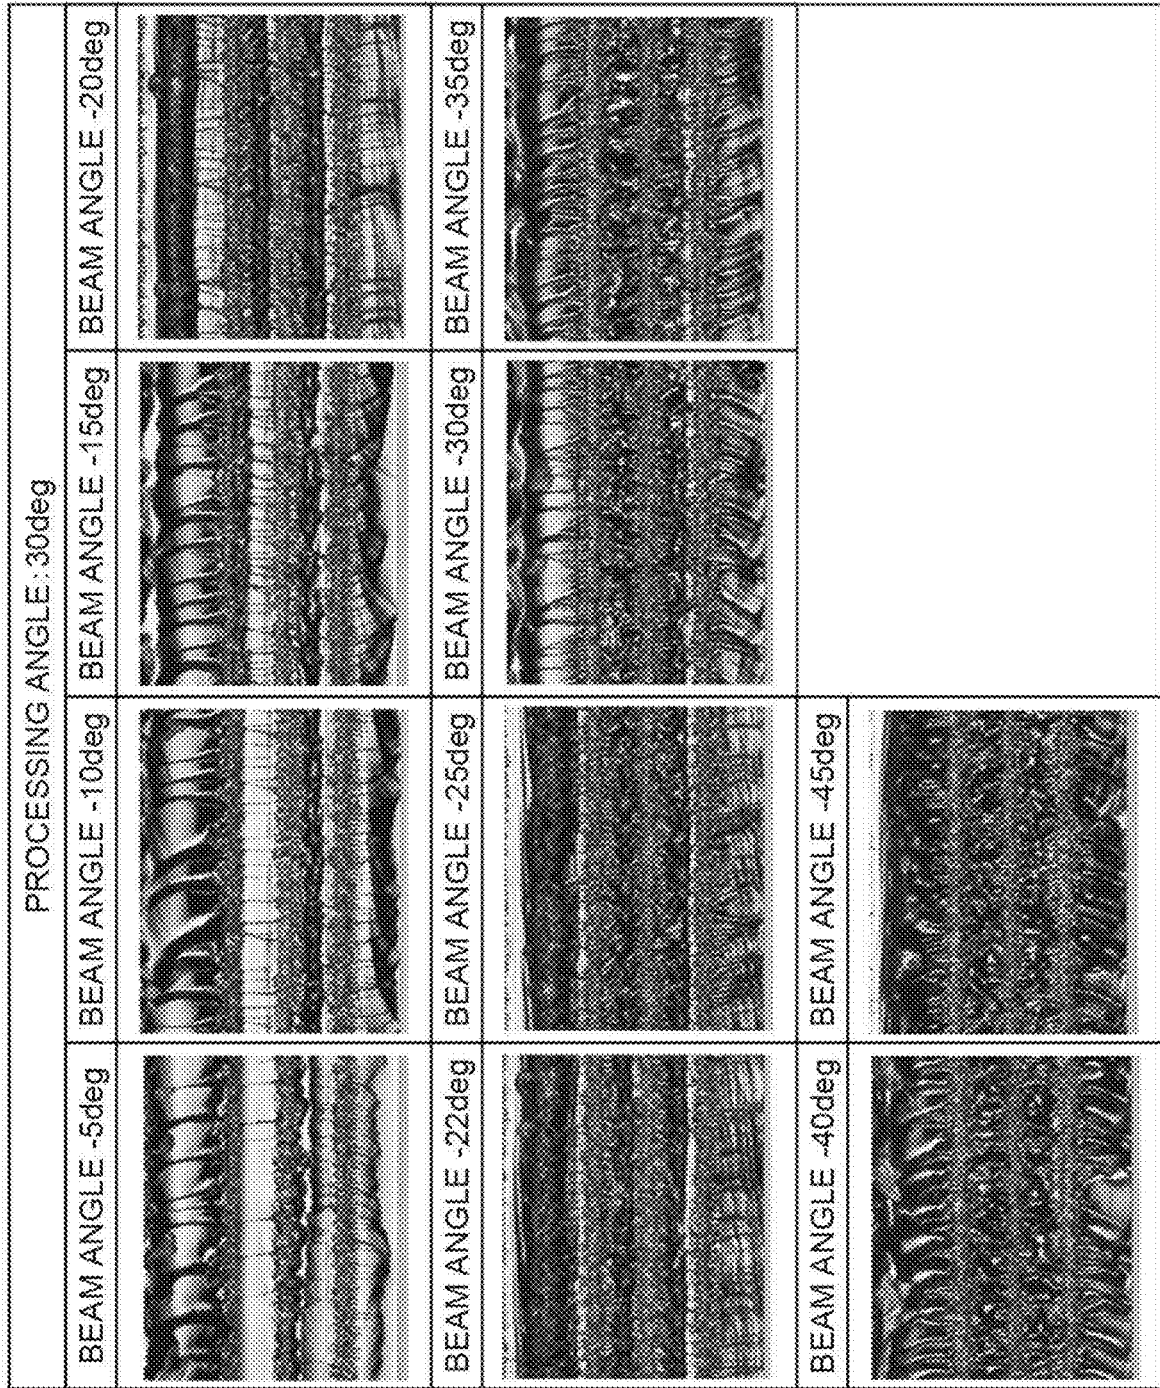 PROCESSING ANGLE: 30deg
BEAM ANGLE -5deg
BEAM ANGLE -10deg
BEAM ANGLE -15deg
BEAM ANGLE -20deg
BEAM ANGLE -22deg
BEAM ANGLE -25deg
BEAM ANGLE -30deg
BEAM ANGLE -35deg
BEAM ANGLE -40deg
BEAM ANGLE -45deg